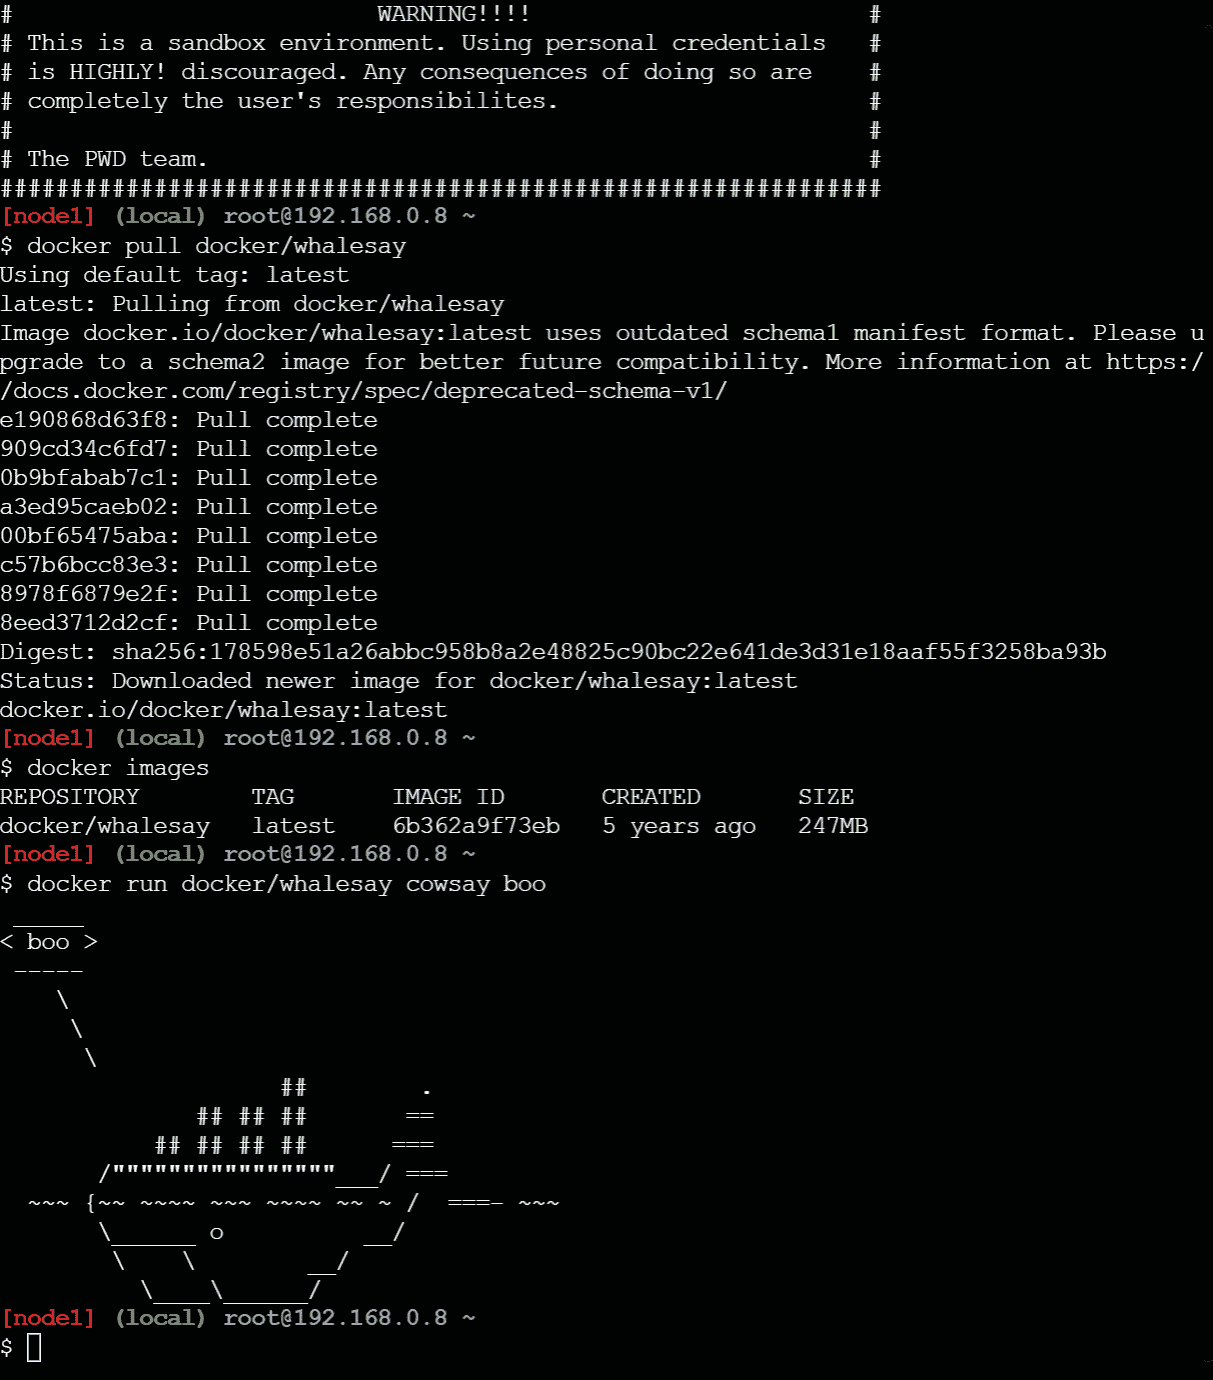 #                          WARNING!!!!                        #
# This is a sandbox environment. Using personal credentials   #
# is HIGHLY! discouraged. Any consequences of doing so are    #
# completely the user's responsibilites.                      #
#                                                             #
# The PWD team.                                               #
###############################################################
[node1] (local) root@192.168.0.8 ~
$ docker pull docker/whalesay
Using default tag: latest
latest: Pulling from docker/whalesay
Image docker.io/docker/whalesay:latest uses outdated schema1 manifest format. Please u
pgrade to a schema2 image for better future compatibility. More information at https:/
/docs.docker.com/registry/spec/deprecated-schema-v1/
e190868d63f8: Pull complete
909cd34c6fd7: Pull complete
0b9bfabab7c1: Pull complete
a3ed95caeb02: Pull complete
00bf65475aba: Pull complete
c57b6bcc83e3: Pull complete
8978f6879e2f: Pull complete
8eed3712d2cf: Pull complete
Digest: sha256:178598e51a26abbc958b8a2e48825c90bc22e641de3d31e18aaf55f3258ba93b
Status: Downloaded newer image for docker/whalesay:latest
docker.io/docker/whalesay:latest
[node1] (local) root@192.168.0.8 ~
$ docker images
REPOSITORY        TAG       IMAGE ID       CREATED       SIZE
docker/whalesay   latest    6b362a9f73eb   5 years ago   247MB
[node1] (local) root@192.168.0.8 ~
$ docker run docker/whalesay cowsay boo
 _____
< boo >
 -----
    \
     \
      \
                    ##        .
              ## ## ##       ==
           ## ## ## ##      ===
       /""""""""""""""""___/ ===
  ~~~ {~~ ~~~~ ~~~ ~~~~ ~~ ~ /  ===- ~~~
       \______ o          __/
        \    \        __/
          \____\______/
[node1] (local) root@192.168.0.8 ~
$